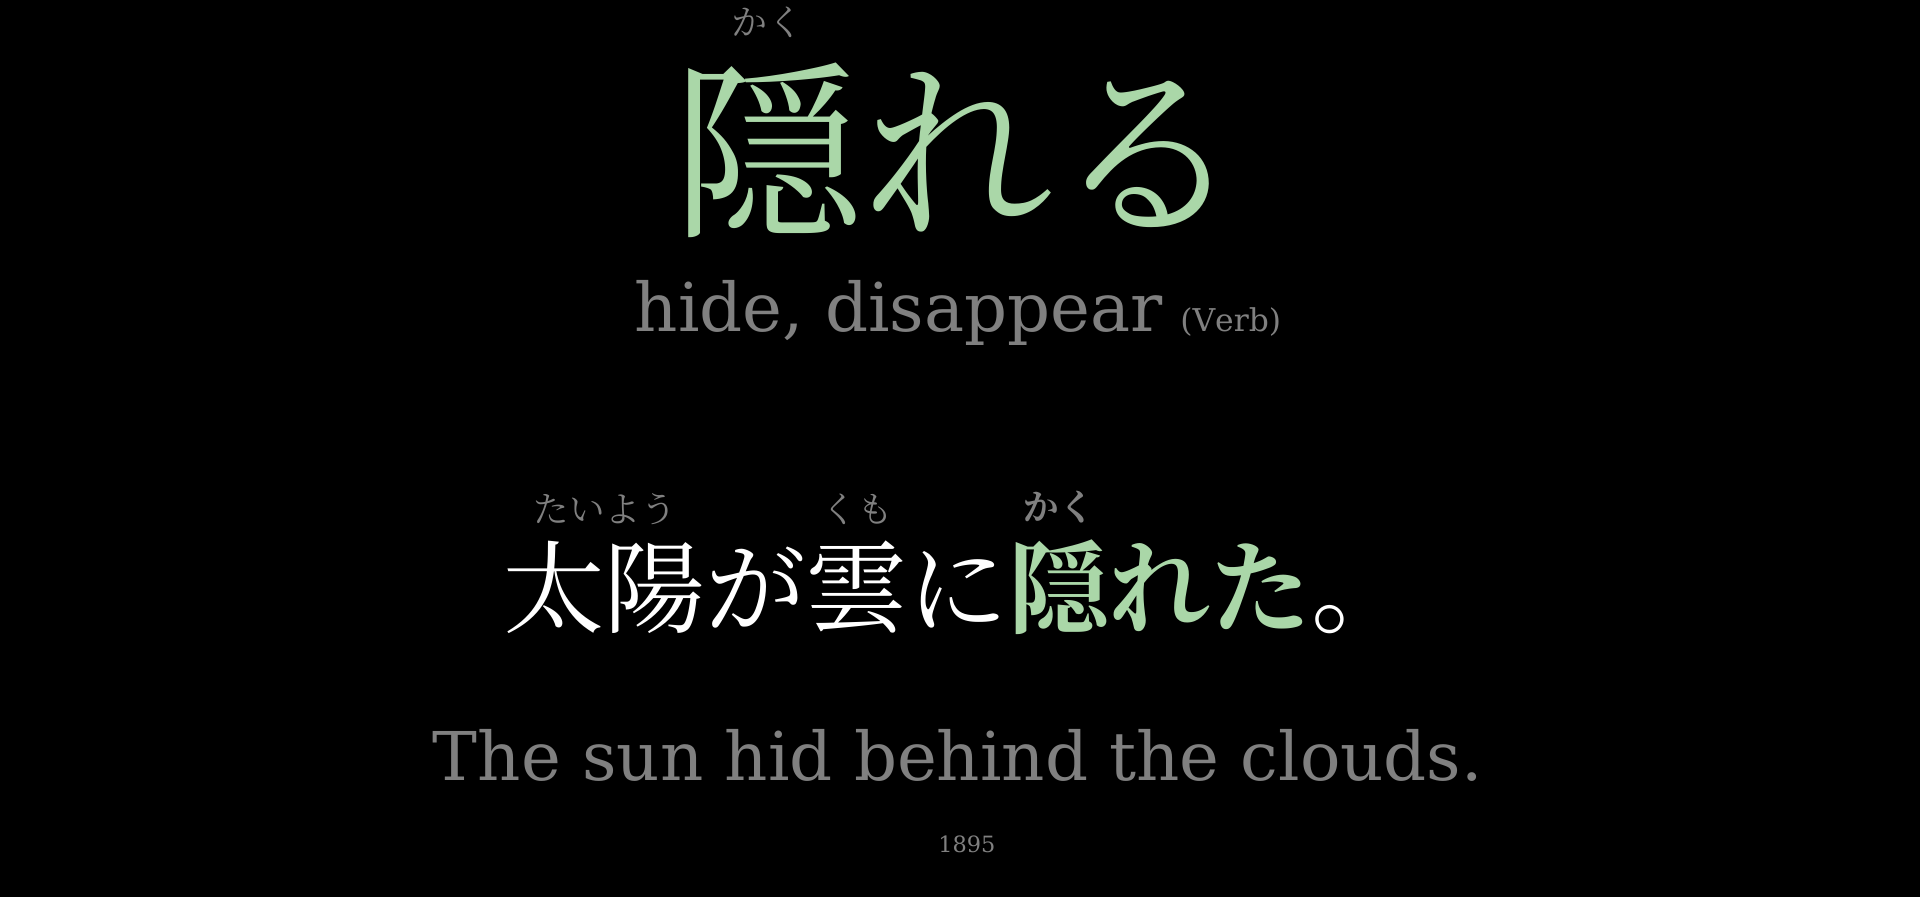 かく
隠れる
hide, disappear (Verb)
たいよう くも かく
太陽が雲に隠れた。
The sun hid behind the clouds.
1895